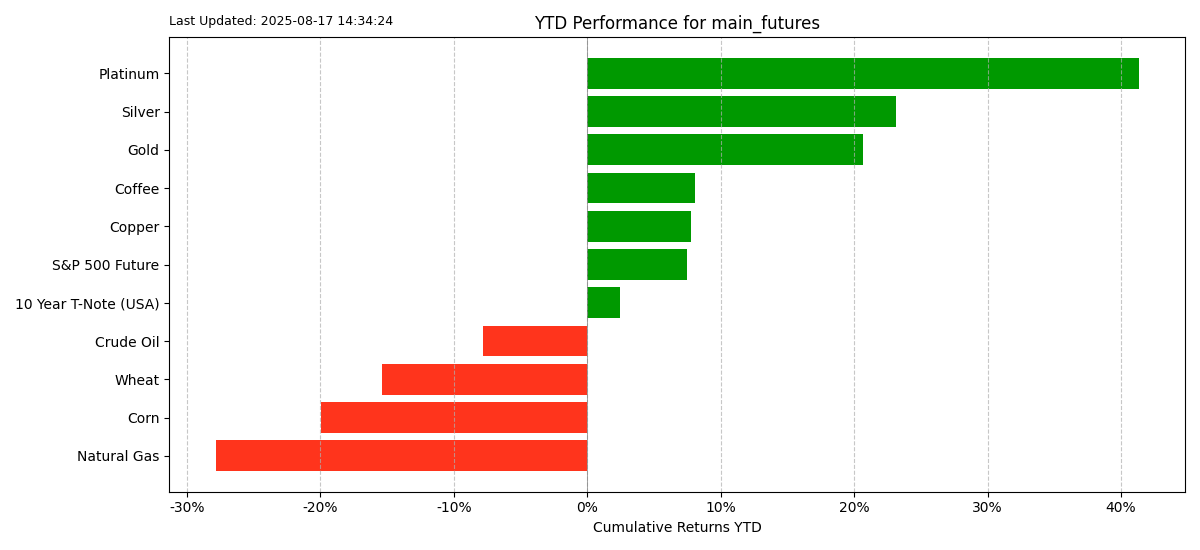 Last Updated: 2025-08-17 14:34:24
YTD Performance for main_futures
Platinum
Silver
Gold
Coffee
Copper
S&P 500 Future
10 Year T-Note (USA)
Crude Oil
Wheat
Corn
Natural Gas
-30% -20% -10% 0% 10% 20% 30% 40%
Cumulative Returns YTD